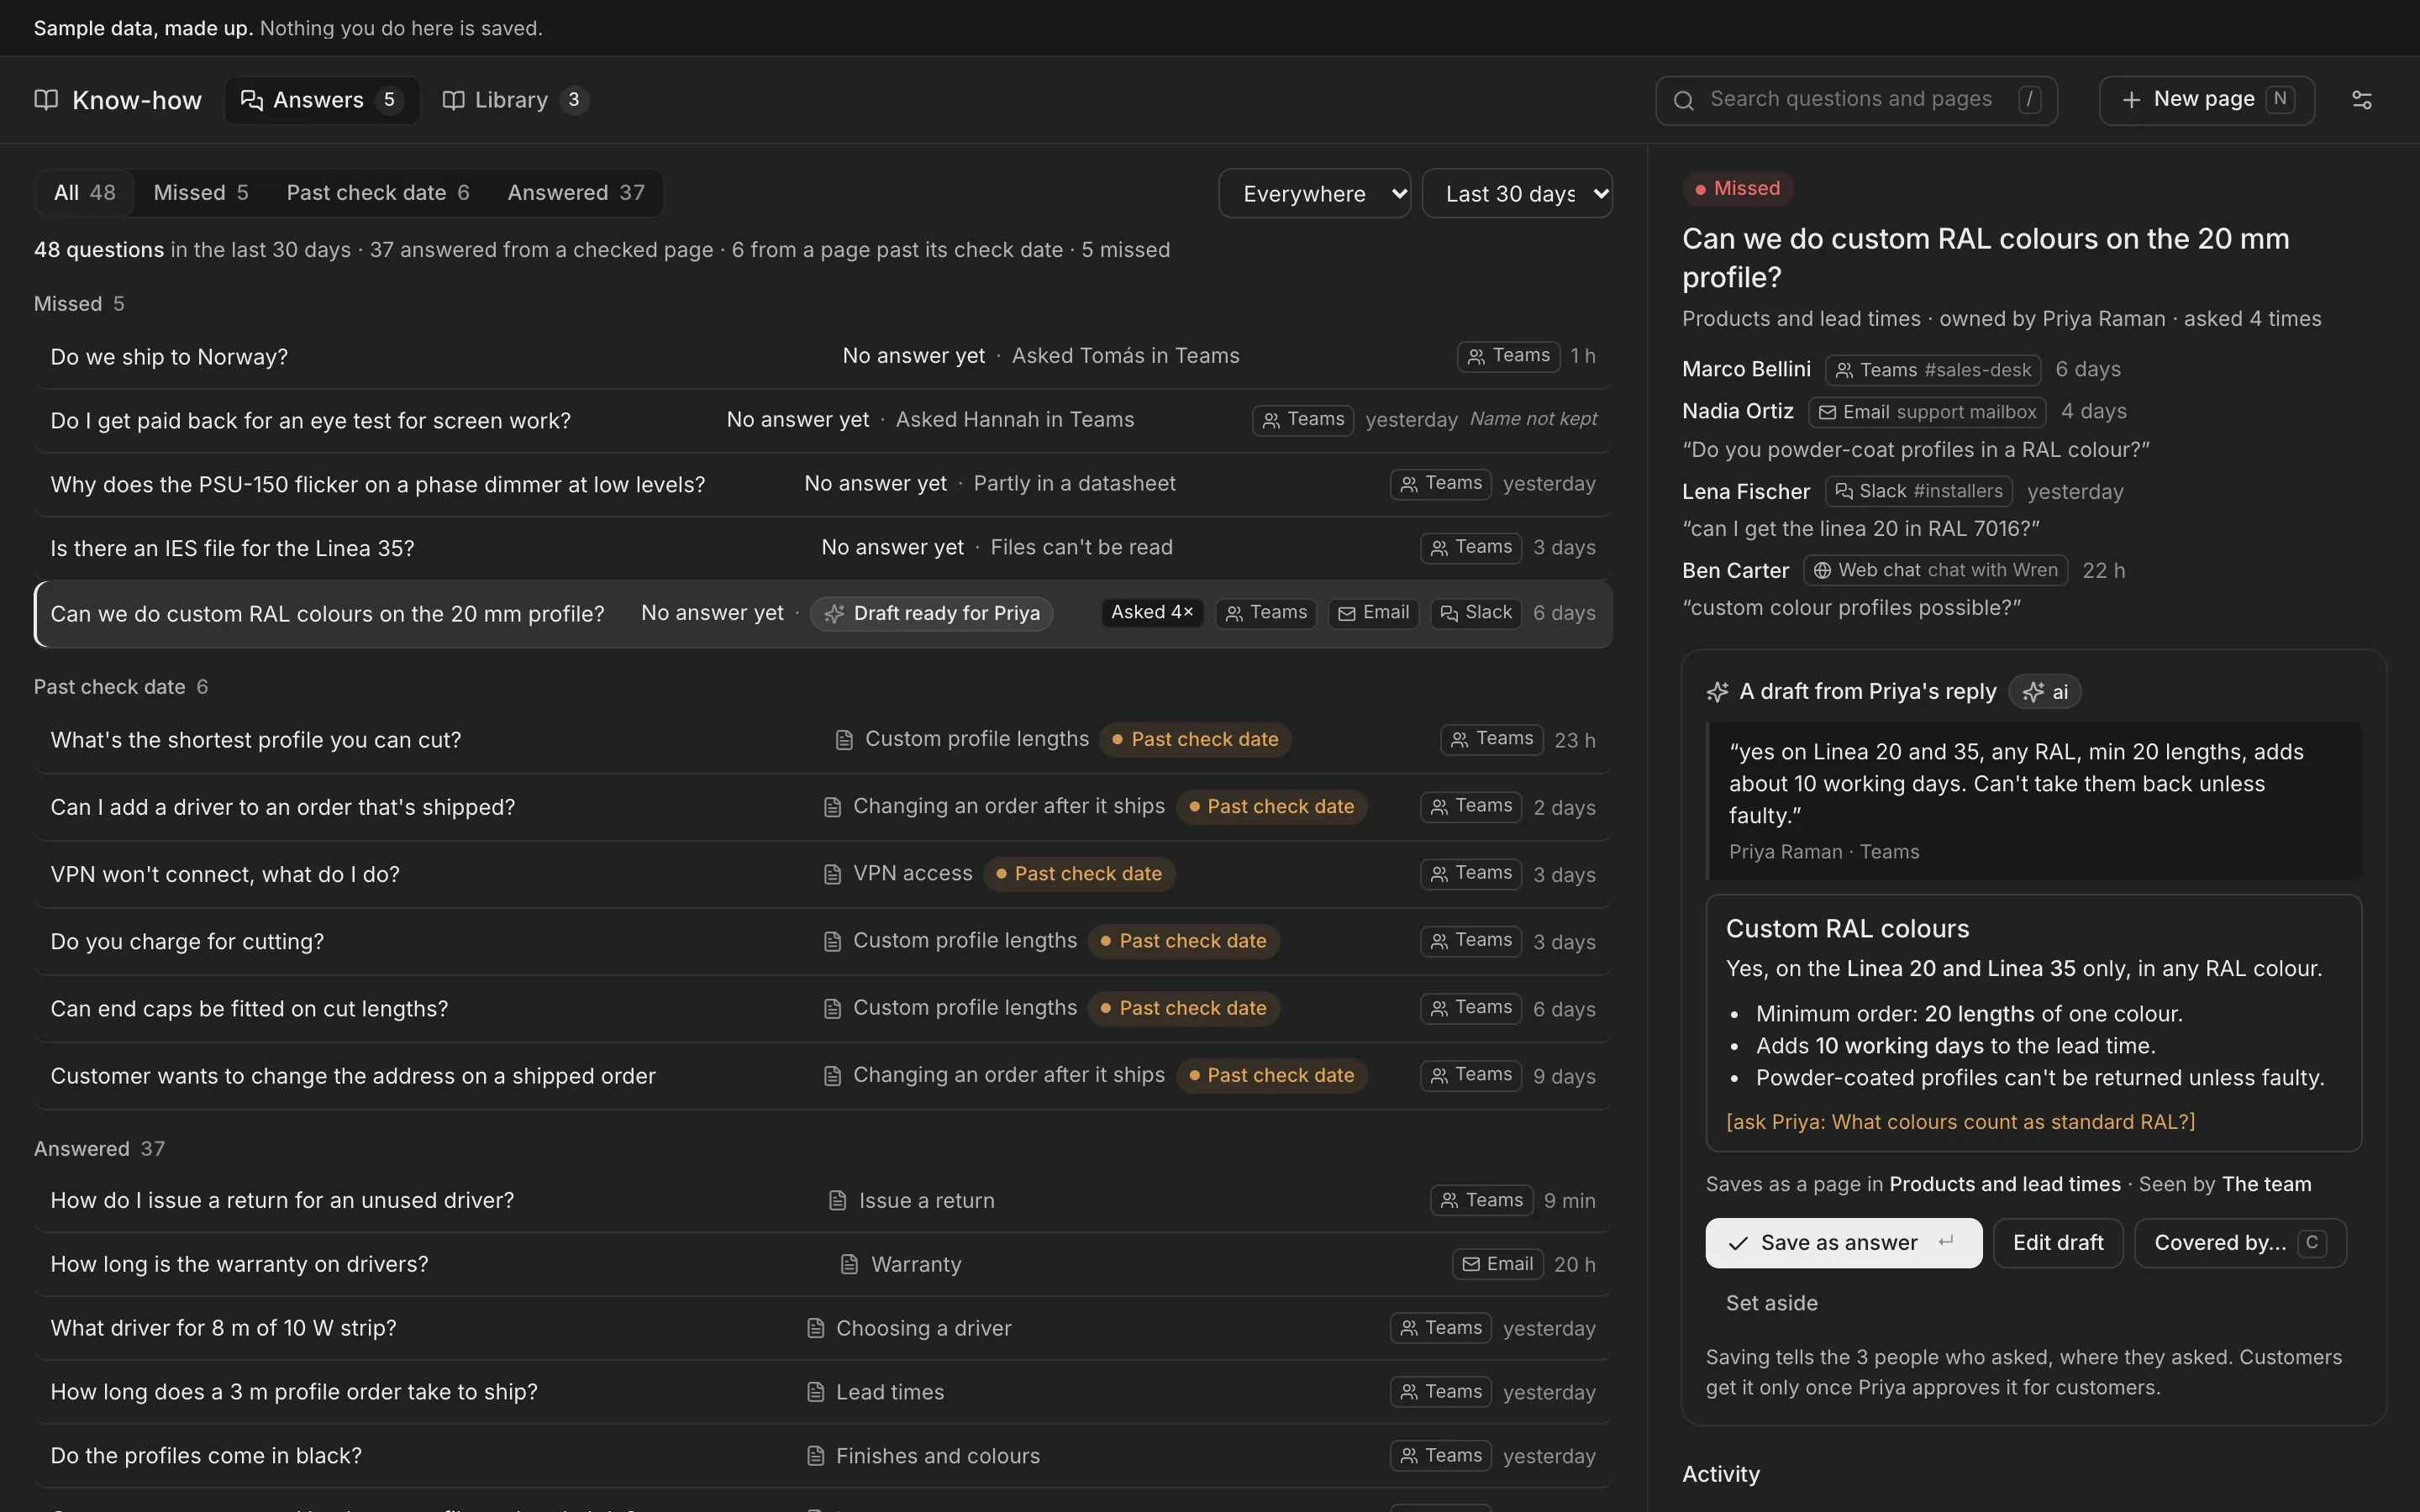 Sample data, made up. Nothing you do here is saved.
Know-how
Answers 5
Library 3
Search questions and pages /
New page N
All 48
Missed 5
Past check date 6
Answered 37
Everywhere
Last 30 days
48 questions in the last 30 days · 37 answered from a checked page · 6 from a page past its check date · 5 missed
Missed 5
Do we ship to Norway? No answer yet · Asked Tomás in Teams Teams 1 h
Do I get paid back for an eye test for screen work? No answer yet · Asked Hannah in Teams Teams yesterday Name not kept
Why does the PSU-150 flicker on a phase dimmer at low levels? No answer yet · Partly in a datasheet Teams yesterday
Is there an IES file for the Linea 35? No answer yet · Files can't be read Teams 3 days
Can we do custom RAL colours on the 20 mm profile? No answer yet · Draft ready for Priya Asked 4× Teams Email Slack 6 days
Past check date 6
What's the shortest profile you can cut? Custom profile lengths Past check date Teams 23 h
Can I add a driver to an order that's shipped? Changing an order after it ships Past check date Teams 2 days
VPN won't connect, what do I do? VPN access Past check date Teams 3 days
Do you charge for cutting? Custom profile lengths Past check date Teams 3 days
Can end caps be fitted on cut lengths? Custom profile lengths Past check date Teams 6 days
Customer wants to change the address on a shipped order Changing an order after it ships Past check date Teams 9 days
Answered 37
How do I issue a return for an unused driver? Issue a return Teams 9 min
How long is the warranty on drivers? Warranty Email 20 h
What driver for 8 m of 10 W strip? Choosing a driver Teams yesterday
How long does a 3 m profile order take to ship? Lead times Teams yesterday
Do the profiles come in black? Finishes and colours Teams yesterday
Missed
Can we do custom RAL colours on the 20 mm
profile?
Products and lead times · owned by Priya Raman · asked 4 times
Marco Bellini Teams #sales-desk 6 days
Nadia Ortiz Email support mailbox 4 days
“Do you powder-coat profiles in a RAL colour?”
Lena Fischer Slack #installers yesterday
“can I get the linea 20 in RAL 7016?”
Ben Carter Web chat chat with Wren 22 h
“custom colour profiles possible?”
A draft from Priya's reply ai
“yes on Linea 20 and 35, any RAL, min 20 lengths, adds
about 10 working days. Can't take them back unless
faulty.”
Priya Raman · Teams
Custom RAL colours
Yes, on the Linea 20 and Linea 35 only, in any RAL colour.
• Minimum order: 20 lengths of one colour.
• Adds 10 working days to the lead time.
• Powder-coated profiles can't be returned unless faulty.
[ask Priya: What colours count as standard RAL?]
Saves as a page in Products and lead times · Seen by The team
Save as answer
Edit draft
Covered by… C
Set aside
Saving tells the 3 people who asked, where they asked. Customers
get it only once Priya approves it for customers.
Activity